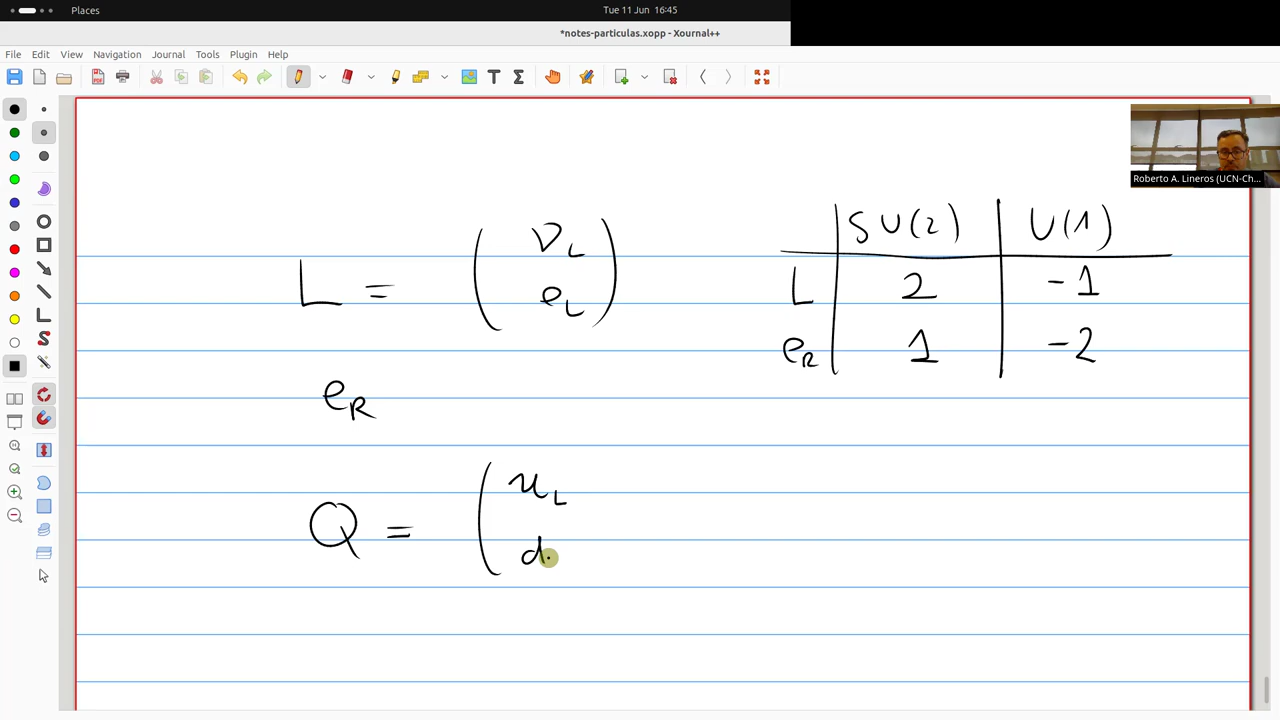 Places
Tue 11 Jun 16:45
*notes-particulas.xopp - Xournal++
File Edit View Navigation Journal Tools Plugin Help
Roberto A. Lineros (UCN-Ch...
L = ( ν_L
e_L )
e_R
Q = ( u_L
d
SU(2) U(1)
L 2 -1
e_R 1 -2